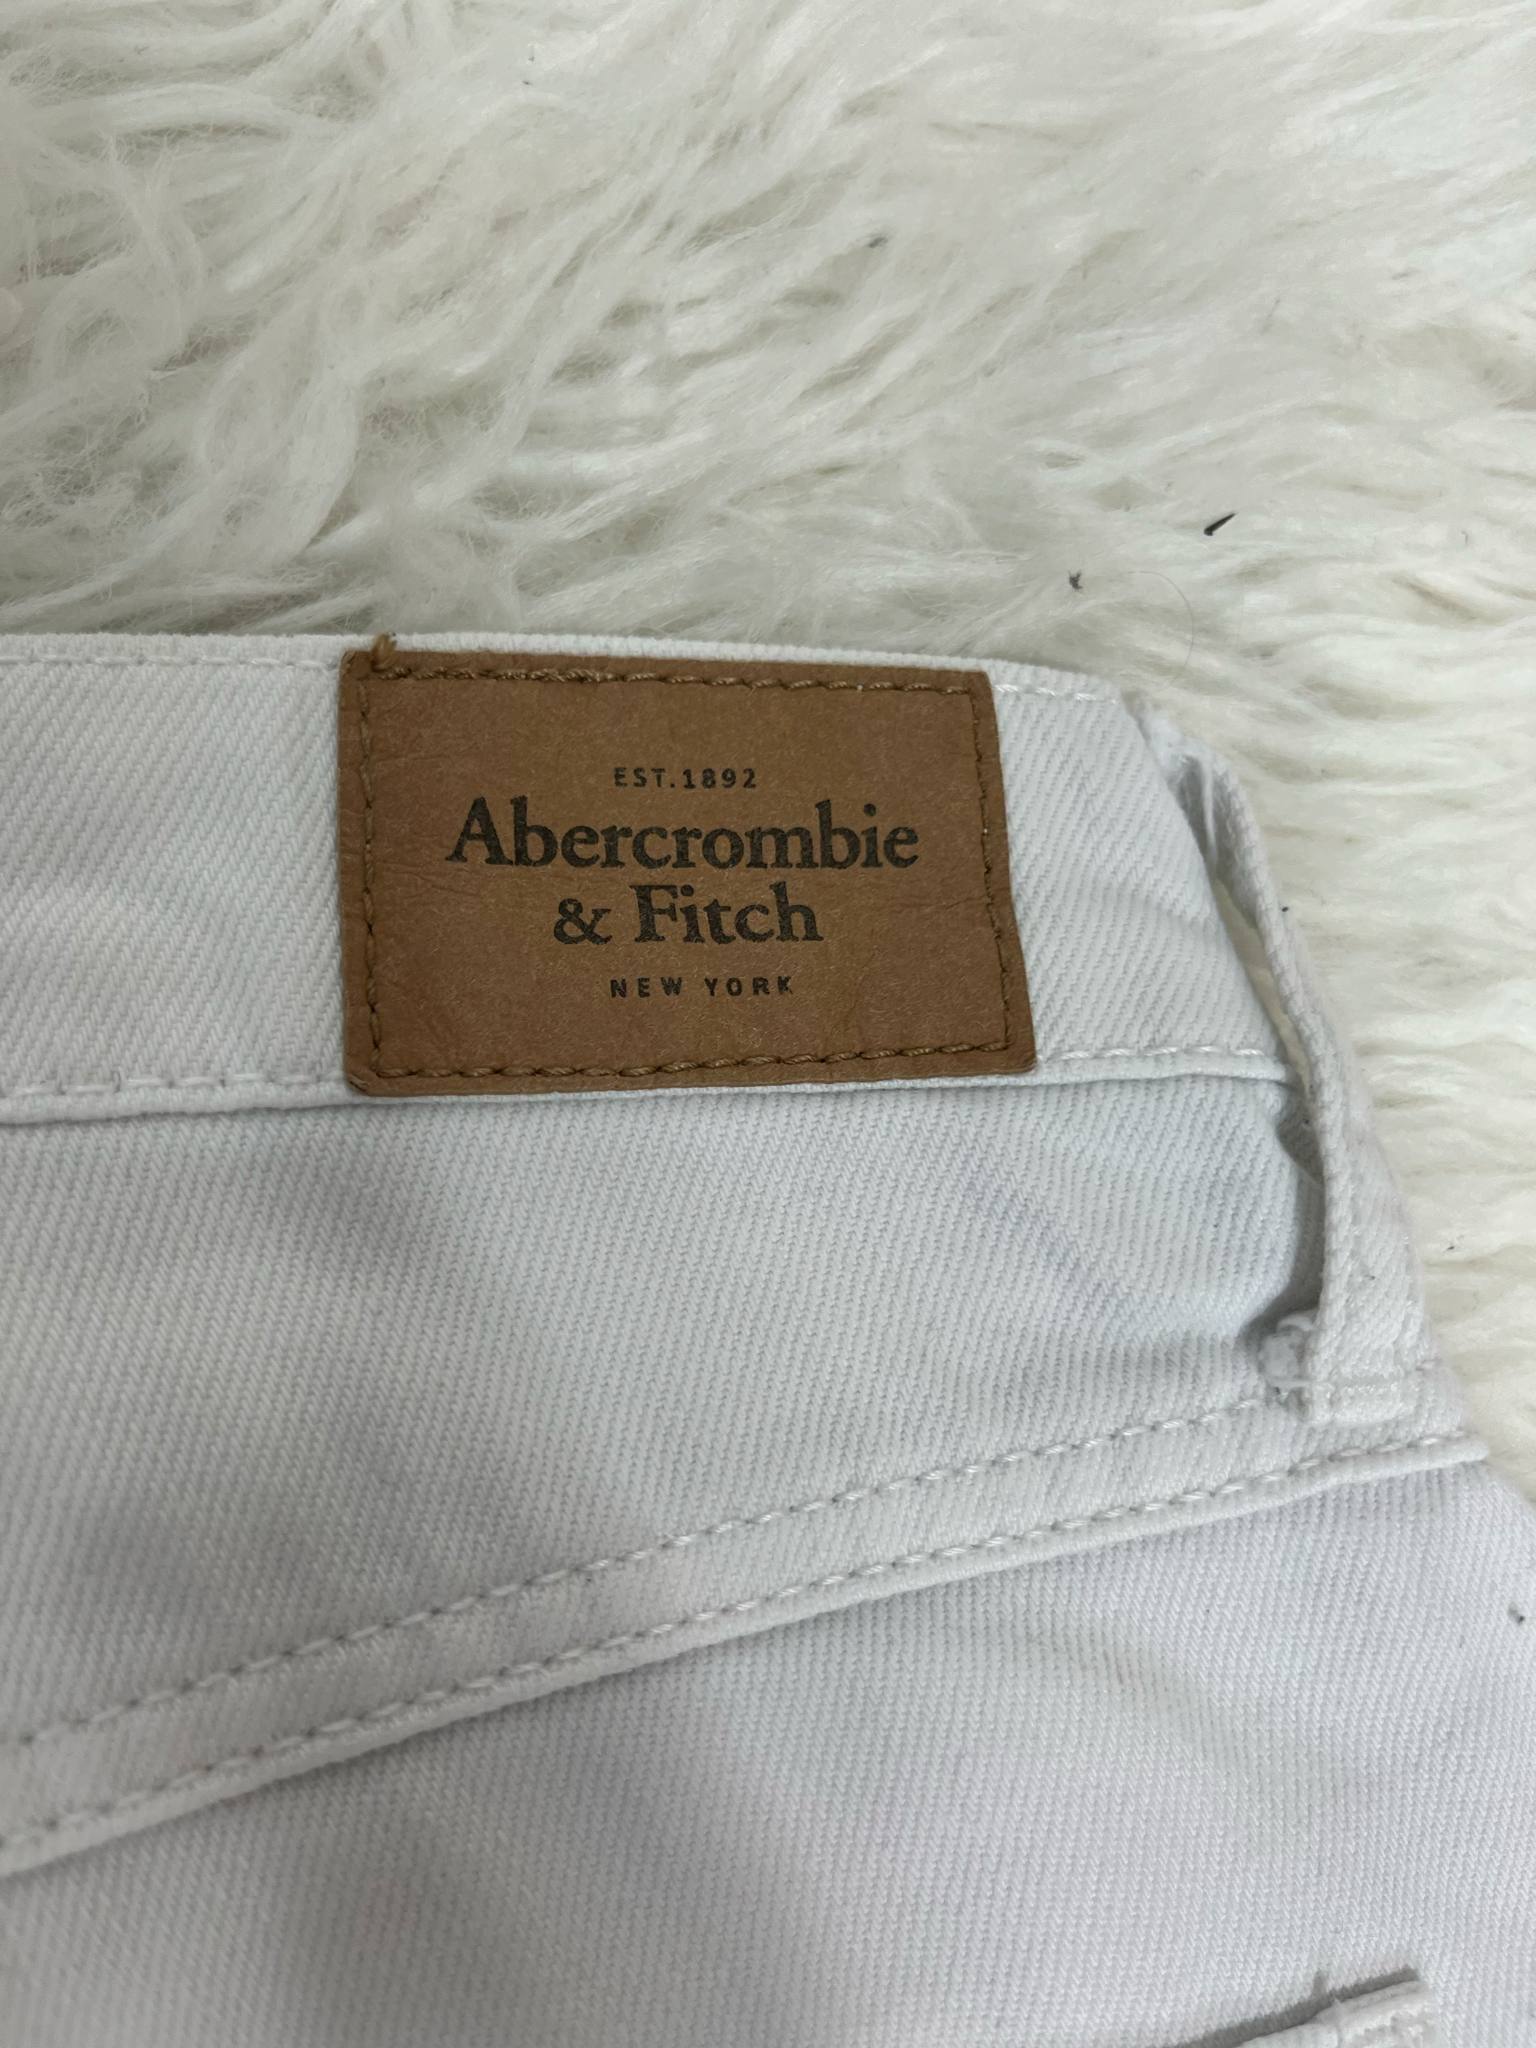 EST.1892
Abercrombie
& Fitch
NEW YORK